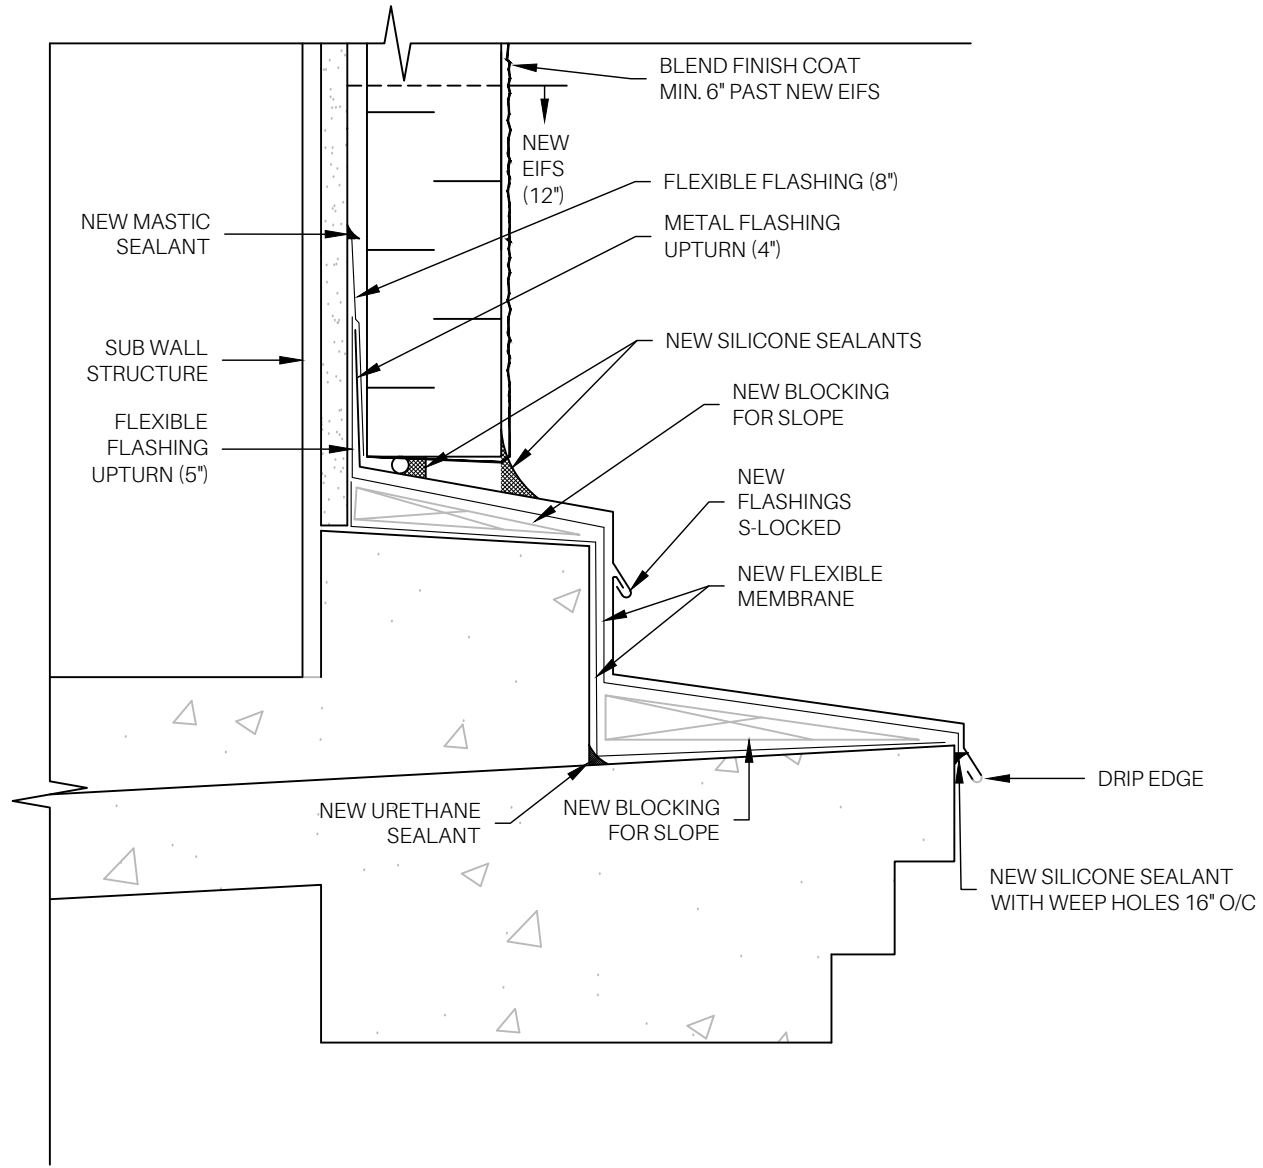 BLEND FINISH COAT
MIN. 6" PAST NEW EIFS
NEW
EIFS
(12")
FLEXIBLE FLASHING (8")
NEW MASTIC
SEALANT
METAL FLASHING
UPTURN (4")
SUB WALL
STRUCTURE
NEW SILICONE SEALANTS
NEW BLOCKING
FOR SLOPE
FLEXIBLE
FLASHING
UPTURN (5")
NEW
FLASHINGS
S-LOCKED
NEW FLEXIBLE
MEMBRANE
DRIP EDGE
NEW URETHANE
SEALANT
NEW BLOCKING
FOR SLOPE
NEW SILICONE SEALANT
WITH WEEP HOLES 16" O/C